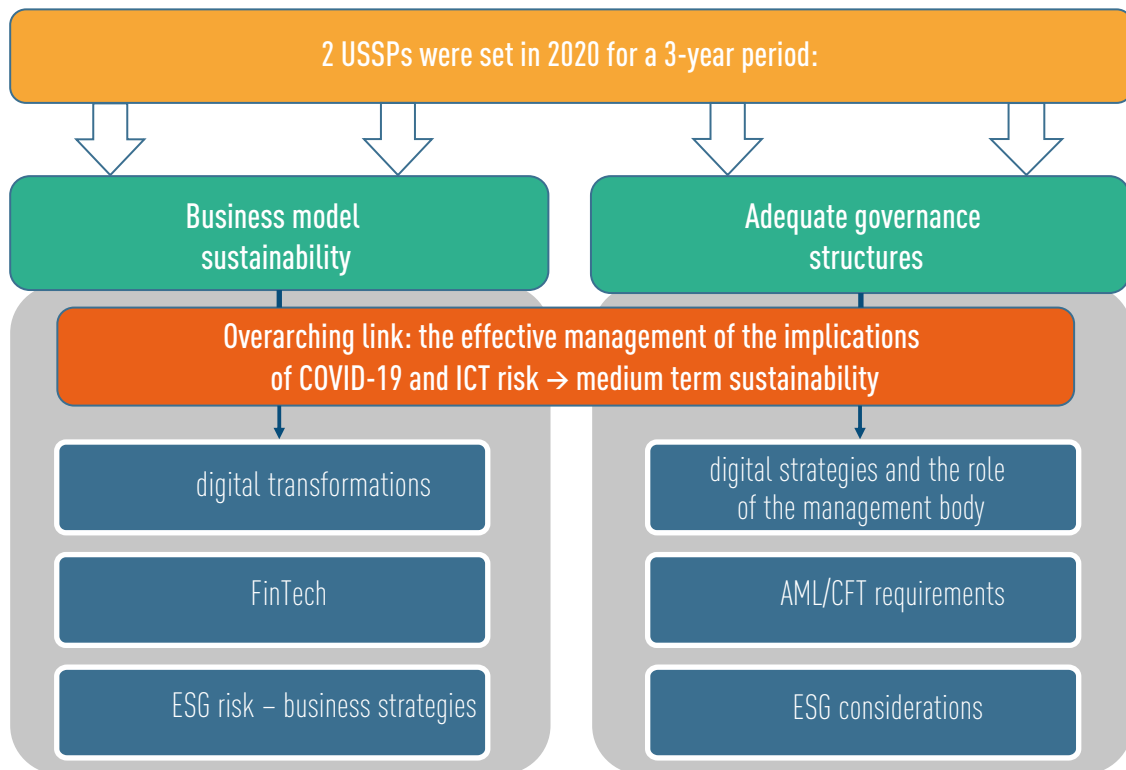 2 USSPs were set in 2020 for a 3-year period:
Business model
sustainability
Adequate governance
structures
Overarching link: the effective management of the implications
of COVID-19 and ICT risk → medium term sustainability
digital transformations
FinTech
ESG risk – business strategies
digital strategies and the role
of the management body
AML/CFT requirements
ESG considerations